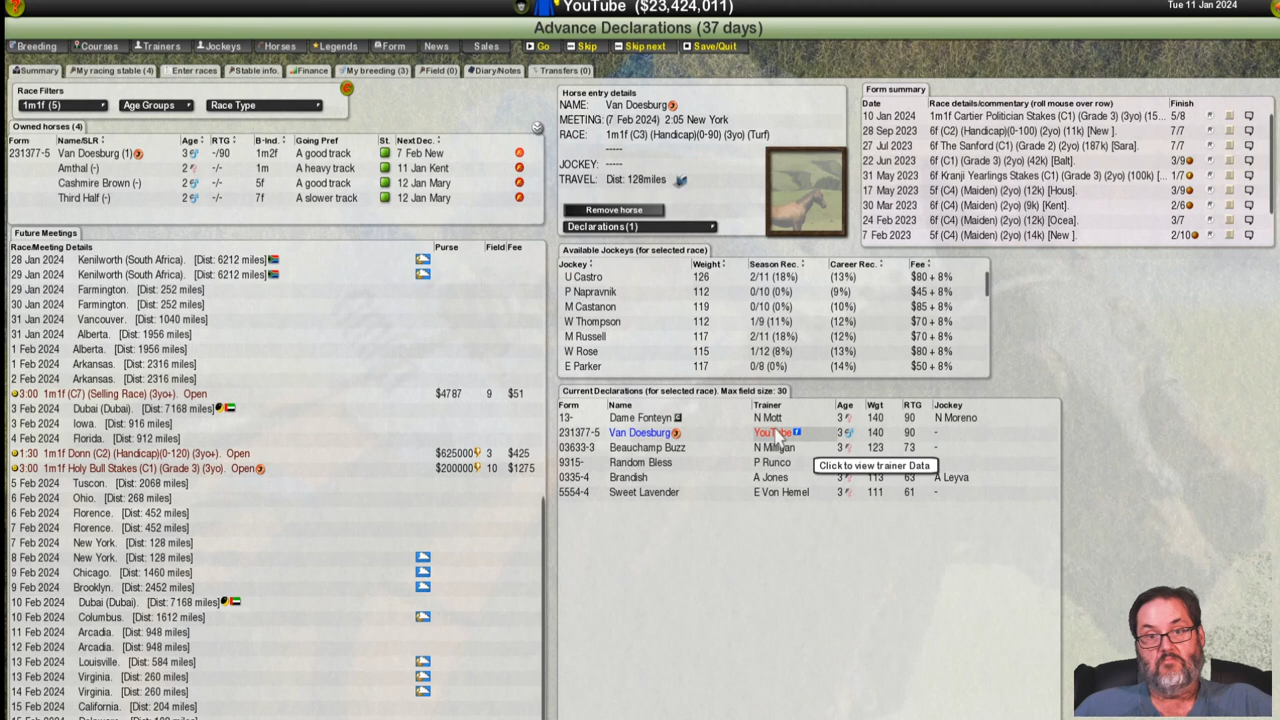 YouTube ($23,424,011)
Tue 11 Jan 2024
Advance Declarations (37 days)
Breeding Courses Trainers Jockeys Horses Legends Form News Sales Go Skip Skip next Save/Quit
Summary My racing stable (4) Enter races Stable info. Finance My breeding (3) Field (0) Diary/Notes Transfers (0)
Race Filters
1m1f (5) Age Groups Race Type
Owned horses (4)
Form Name/SLR Age RTG B-Ind. Going Pref St. Next Dec.
231377-5 Van Doesburg (1) 3 -/90 1m2f A good track 7 Feb New
Amthal (-) 2 -/- 1m A heavy track 11 Jan Kent
Cashmere Brown (-) 2 -/- 5f A good track 12 Jan Mary
Third Half (-) 2 -/- 7f A slower track 12 Jan Mary
Future Meetings
Race/Meeting Details Purse Field Fee
28 Jan 2024 Kenilworth (South Africa). [Dist: 6212 miles]
28 Jan 2024 Kenilworth (South Africa). [Dist: 6212 miles]
29 Jan 2024 Farmington. [Dist: 252 miles]
30 Jan 2024 Farmington. [Dist: 252 miles]
31 Jan 2024 Vancouver. [Dist: 1040 miles]
31 Jan 2024 Alberta. [Dist: 1956 miles]
1 Feb 2024 Alberta. [Dist: 1956 miles]
1 Feb 2024 Arkansas. [Dist: 2316 miles]
2 Feb 2024 Arkansas. [Dist: 2316 miles]
3:00 1m1f (C7) (Selling Race) (3yo+). Open $4787 9 $51
3 Feb 2024 Dubai (Dubai). [Dist: 7168 miles]
3 Feb 2024 Iowa. [Dist: 916 miles]
4 Feb 2024 Florida. [Dist: 912 miles]
1:30 1m1f Donn (C2) (Handicap)(0-120) (3yo+). Open $625000 3 $425
3:00 1m1f Holy Bull Stakes (C1) (Grade 3) (3yo). Open $200000 10 $1275
5 Feb 2024 Tuscon. [Dist: 2068 miles]
6 Feb 2024 Ohio. [Dist: 268 miles]
6 Feb 2024 Florence. [Dist: 452 miles]
7 Feb 2024 Florence. [Dist: 452 miles]
7 Feb 2024 New York. [Dist: 128 miles]
8 Feb 2024 New York. [Dist: 128 miles]
9 Feb 2024 Chicago. [Dist: 1460 miles]
9 Feb 2024 Brooklyn. [Dist: 2452 miles]
10 Feb 2024 Dubai (Dubai). [Dist: 7168 miles]
10 Feb 2024 Columbus. [Dist: 1612 miles]
11 Feb 2024 Arcadia. [Dist: 948 miles]
12 Feb 2024 Arcadia. [Dist: 948 miles]
13 Feb 2024 Louisville. [Dist: 584 miles]
13 Feb 2024 Virginia. [Dist: 260 miles]
14 Feb 2024 Virginia. [Dist: 260 miles]
15 Feb 2024 California. [Dist: 204 miles]
Horse entry details
NAME: Van Doesburg
MEETING: (7 Feb 2024) 2:05 New York
RACE: 1m1f (C3) (Handicap)(0-90) (3yo) (Turf)
-----
JOCKEY: -----
TRAVEL: Dist: 128miles
Remove horse
Declarations (1)
Form summary
Date Race details/commentary (roll mouse over row) Finish
10 Jan 2024 1m1f Cartier Politician Stakes (C1) (Grade 3) (3yo) (15... 5/8
28 Sep 2023 6f (C2) (Handicap)(0-100) (2yo) (11k) [New ]. 7/7
27 Jul 2023 6f The Sanford (C1) (Grade 2) (2yo) (187k) [Sara]. 7/7
22 Jun 2023 6f (C1) (Grade 3) (2yo) (42k) [Balt]. 3/9
31 May 2023 6f Kranji Yearlings Stakes (C1) (Grade 2) (2yo) (100k) [... 1/7
17 May 2023 5f (C4) (Maiden) (2yo) (12k) [Hous]. 3/9
30 Mar 2023 6f (C4) (Maiden) (2yo) (9k) [Kent]. 2/6
24 Feb 2023 6f (C4) (Maiden) (2yo) (12k) [Ocea]. 3/7
7 Feb 2023 5f (C4) (Maiden) (2yo) (14k) [New ]. 2/10
Available Jockeys (for selected race)
Jockey Weight Season Rec. Career Rec. Fee
U Castro 126 2/11 (18%) (13%) $80 + 8%
P Napravnik 112 0/10 (0%) (9%) $45 + 8%
M Castanon 119 0/10 (0%) (10%) $85 + 8%
W Thompson 112 1/9 (11%) (12%) $70 + 8%
M Russell 117 2/11 (18%) (12%) $70 + 8%
W Rose 115 1/12 (8%) (13%) $80 + 8%
E Parker 117 0/8 (0%) (14%) $50 + 8%
Current Declarations (for selected race). Max field size: 30
Form Name Trainer Age Wgt RTG Jockey
13- Dame Fonteyn N Mott 3 140 90 N Moreno
231377-5 Van Doesburg YouTube 3 140 90 -
03633-3 Beauchamp Buzz N Milligan 3 123 73 -
9315- Random Bless P Runco
Click to view trainer Data
0335-4 Brandish A Jones 3 113 63 A Leyva
5554-4 Sweet Lavender E Von Hemel 3 111 61 -